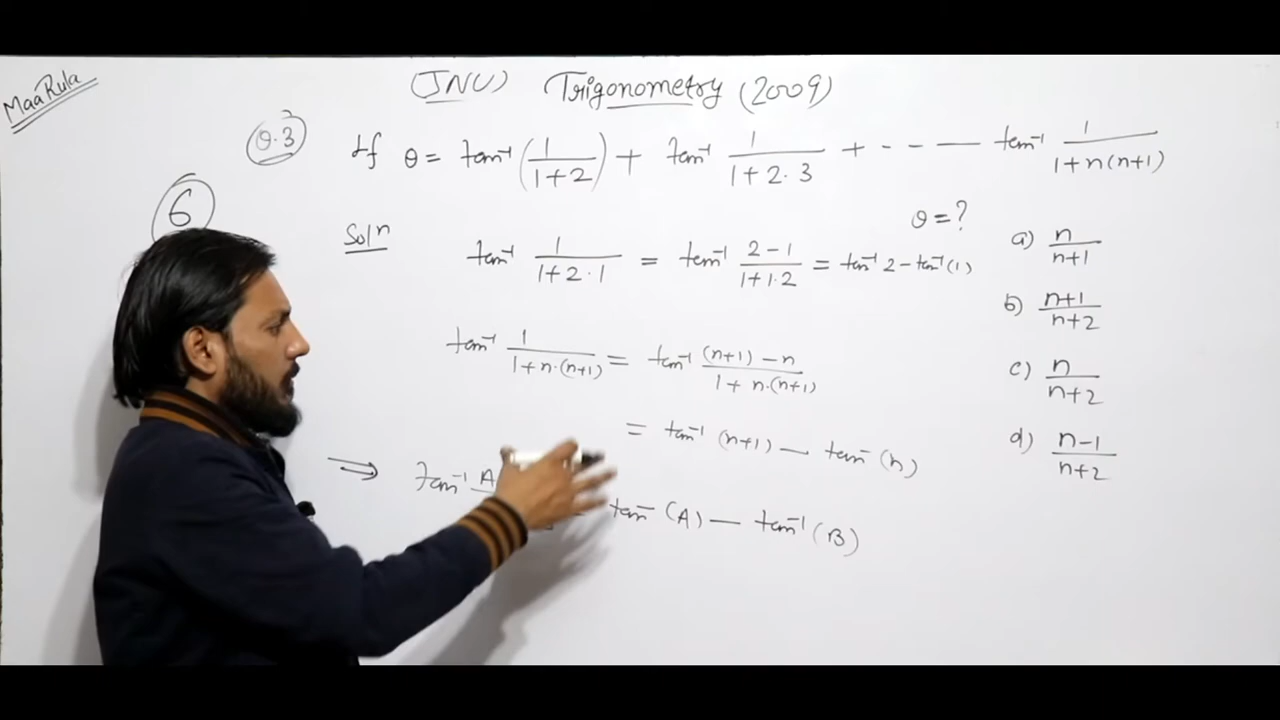 MaaRula
(JNU) Trigonometry (2009)
Q.3 If θ = tan⁻¹(1/(1+2)) + tan⁻¹ 1/(1+2·3) + - - — tan⁻¹ 1/(1+n(n+1))
6
θ = ?
Solⁿ
tan⁻¹ 1/(1+2·1) = tan⁻¹ (2-1)/(1+1·2) = tan⁻¹ 2 - tan⁻¹(1)
a) n/(n+1)
b) (n+1)/(n+2)
tan⁻¹ 1/(1+n·(n+1)) = tan⁻¹ ((n+1)-n)/(1+n·(n+1))
c) n/(n+2)
= tan⁻¹ (n+1) — tan⁻ (n)
d) (n-1)/(n+2)
⇒ tan⁻¹ A
tan⁻ (A) — tan⁻¹ (B)